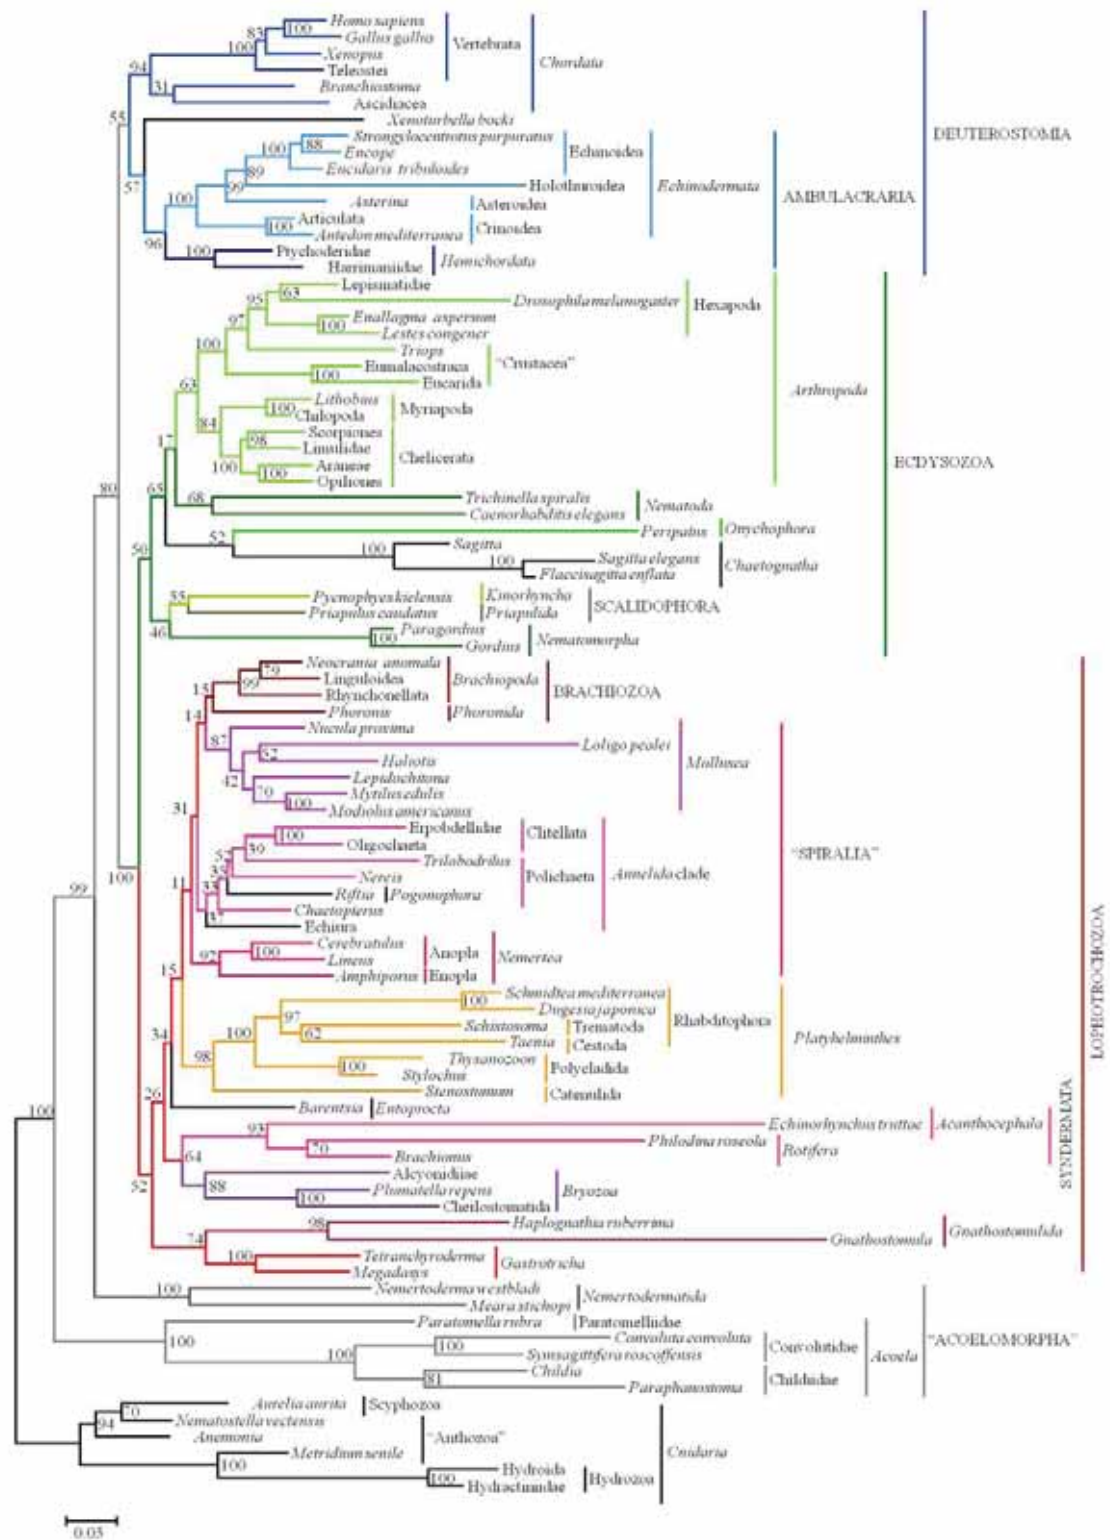 Homo sapiens
100
83
Gallus gallus
100
Vertebrata
Xenopus
Chordata
94
Teleostei
31
Branchiostoma
Ascidiacea
55
Xenoturbella bocki
DEUTEROSTOMIA
Strongylocentrotus purpuratus
100
88
Encope
Echinoidea
57
89
Eucidaris tribuloides
99
Holothuroidea
Echinodermata
100
AMBULACRARIA
Asterina
Asteroidea
Articulata
100
Crinoidea
Antedon mediterranea
96
100
Ptychoderidae
Hemichordata
Harrimaniidae
Lepismatidae
95
63
Drosophila melanogaster
Hexapoda
97
Enallagma aspersum
100
Lestes congener
100
Triops
"Crustacea"
Eumalacostraca
100
63
Eucarida
Arthropoda
Lithobius
100
Myriapoda
84
Chilopoda
Scorpiones
17
98
Limulidae
Chelicerata
100
Araneae
100
ECDYSOZOA
Opiliones
80
65
68
Trichinella spiralis
Nematoda
Caenorhabditis elegans
Peripatus
Onychophora
52
100
Sagitta
50
100
Sagitta elegans
Chaetognatha
Flaccisagitta enflata
55
Pycnophyes kielensis
Kinorhyncha
SCALIDOPHORA
Priapulus caudatus
Priapulida
46
Paragordius
100
Nematomorpha
Gordius
Neocrania anomala
79
99
Linguloidea
Brachiopoda
15
Rhynchonellata
BRACHIOZOA
14
Phoronis
Phoronida
Nucula proxima
87
Loligo pealei
52
Haliotis
Mollusca
42
Lepidochitona
70
Mytilus edulis
100
31
Modiolus americanus
Erpobdellidae
Clitellata
100
Oligochaeta
"SPIRALIA"
39
Trilobodrilus
Polichaeta
Annelida clade
100
Nereis
99
11
Riftia
Pogonophora
Chaetopterus
Echiura
Cerebratulus
100
Anopla
92
Lineus
Nemertea
15
Amphiporus
Enopla
Schmidtea mediterranea
100
Dugesia japonica
Rhabditophora
97
34
100
Schistosoma
Trematoda
62
Taenia
Cestoda
Platyhelminthes
98
Thysanozoon
100
Polycladida
Stylochus
Stenostomum
Catenulida
LOPHOTROCHOZOA
26
Barentsia
Entoprocta
100
93
Echinorhynchus truttae
Acanthocephala
70
Philodina roseola
Rotifera
64
Brachionus
SYNDERMATA
52
Alcyonidiiae
88
Plumatella repens
Bryozoa
100
Cheilostomatida
98
Haplognathia ruberrima
Gnathostomulida
74
Gnathostomula
100
Tetranchyroderma
Gastrotricha
Megadasys
100
Nemertoderma westbladi
Nemertodermatida
Meara stichopi
Paratomella rubra
Paratomellidae
100
Convoluta convoluta
100
Convolutidae
100
Symsagittifera roscoffensis
Acoela
"ACOELOMORPHA"
Childia
81
Childiidae
Paraphanostoma
70
Aurelia aurita
Scyphozoa
94
Nematostella vectensis
Anemonia
"Anthozoa"
Metridium senile
Cnidaria
100
Hydroida
100
Hydrozoa
Hydractiniidae
0.05